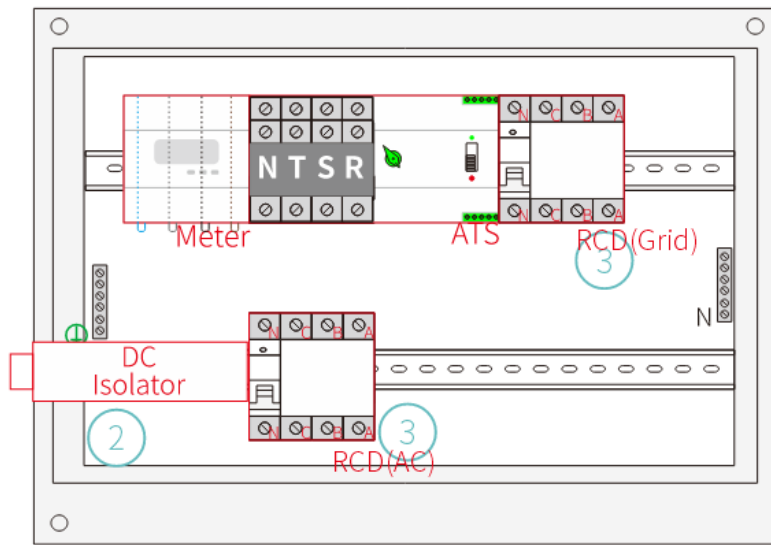 N C B A
N T S R
N C B A
Meter
ATS
RCD(Grid)
3
N
N C B A
DC
Isolator
N C B A
2
3
RCD(AC)